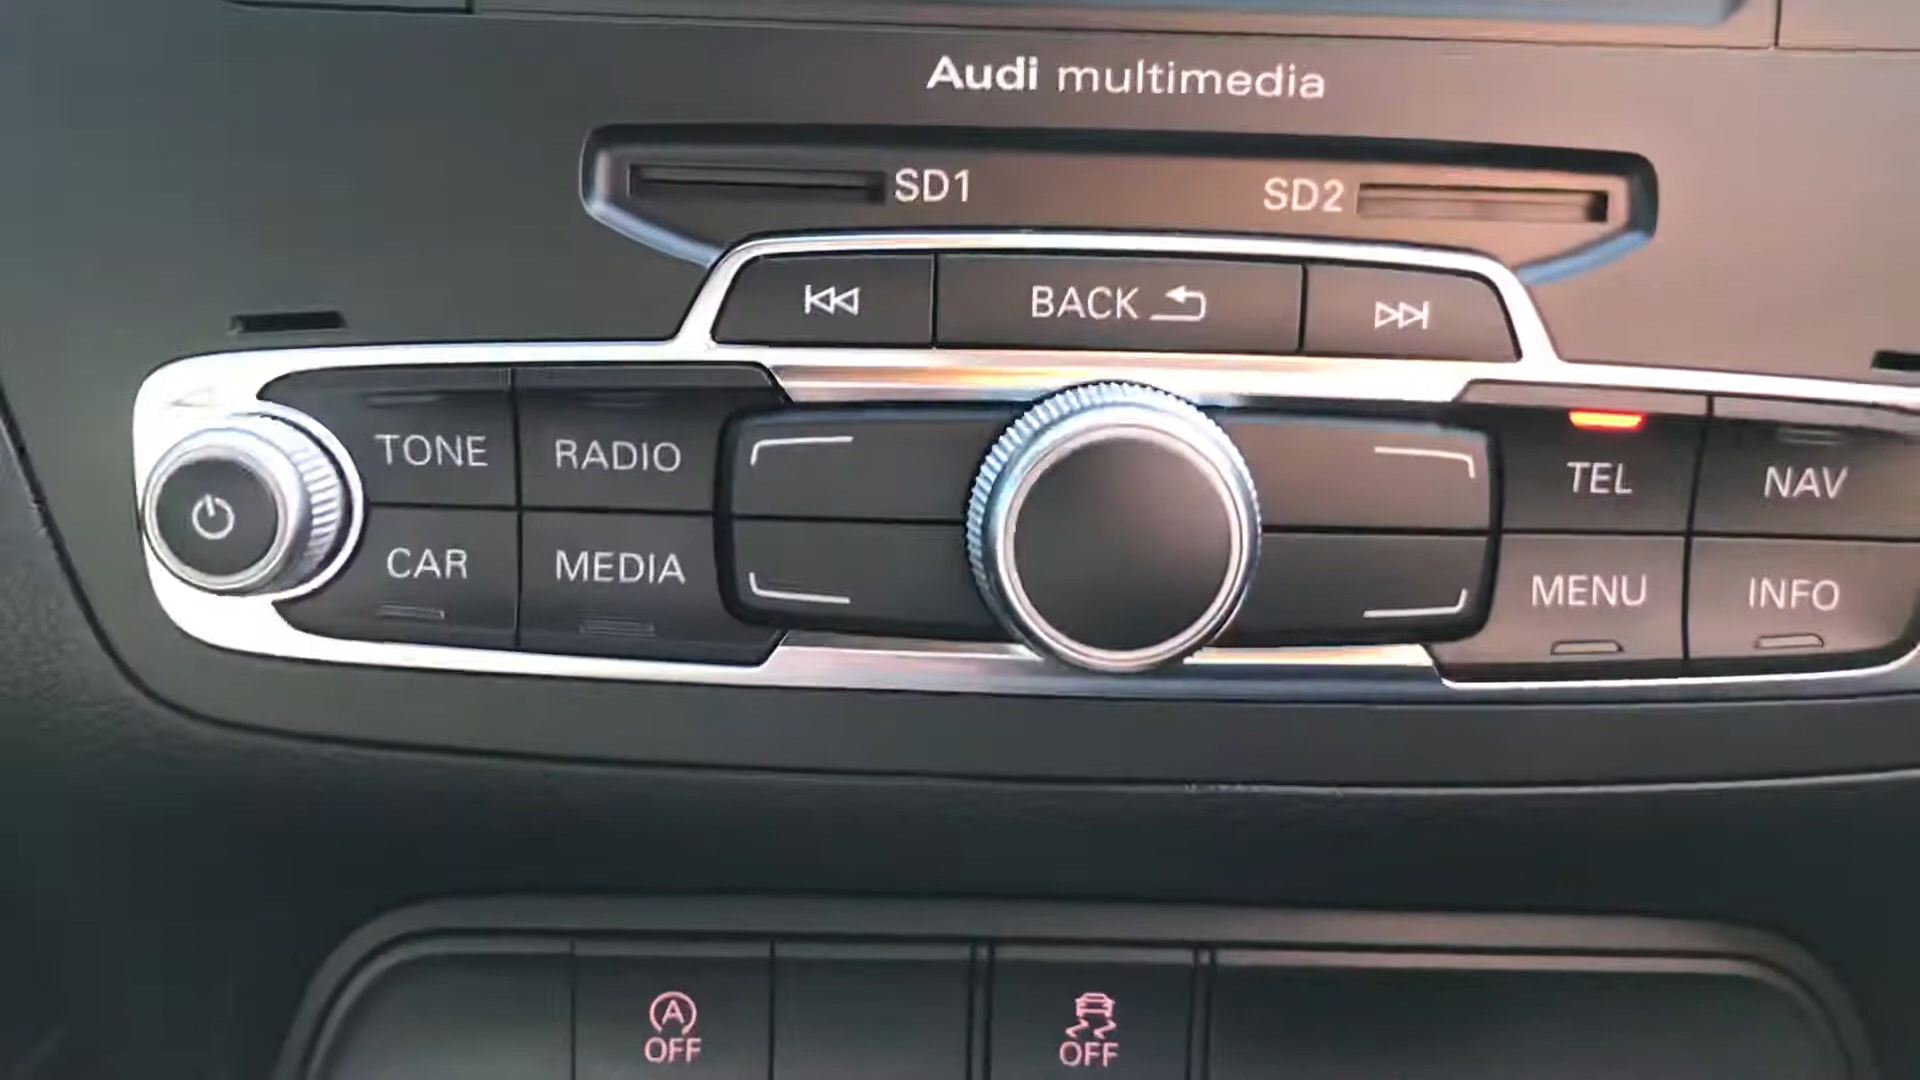 Audi multimedia
SD1 SD2
BACK
TONE RADIO TEL NAV
CAR MEDIA MENU INFO
A
OFF OFF